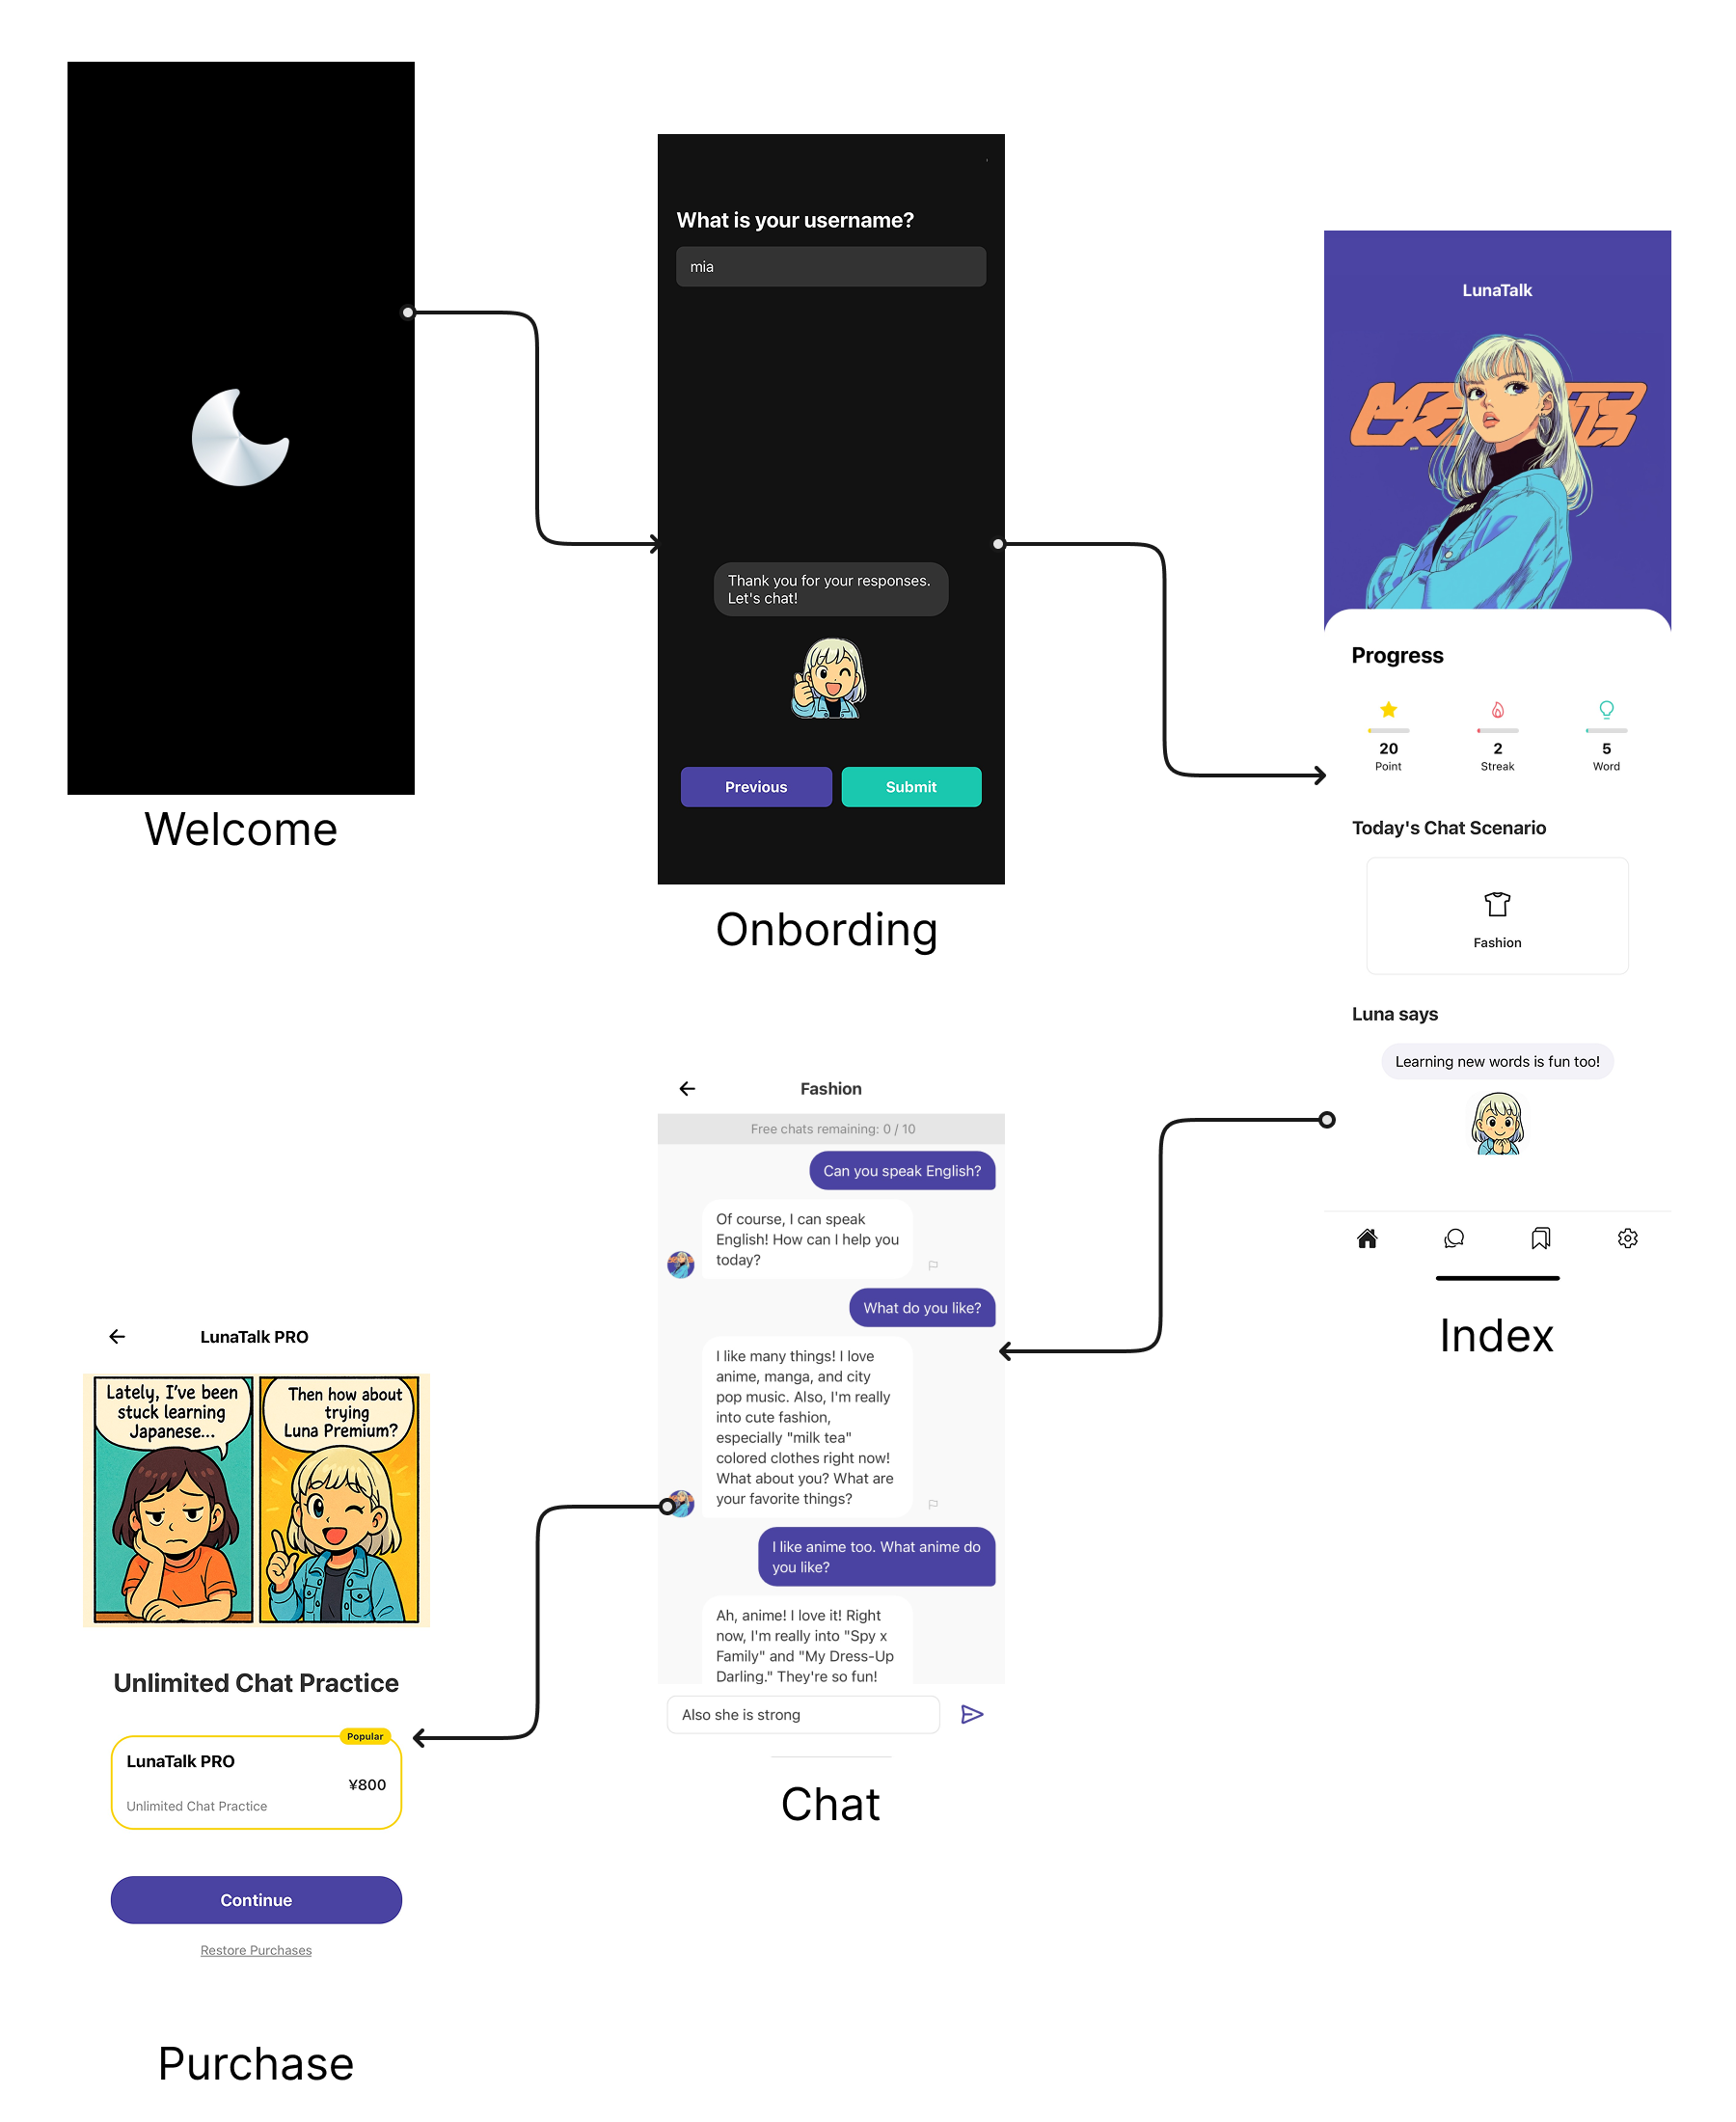 Welcome
What is your username?
mia
Thank you for your responses.
Let's chat!
Previous
Submit
Onbording
LunaTalk
Progress
20
Point
2
Streak
5
Word
Today's Chat Scenario
Fashion
Luna says
Learning new words is fun too!
Index
Fashion
Free chats remaining: 0 / 10
Can you speak English?
Of course, I can speak
English! How can I help you
today?
What do you like?
I like many things! I love
anime, manga, and city
pop music. Also, I'm really
into cute fashion,
especially "milk tea"
colored clothes right now!
What about you? What are
your favorite things?
I like anime too. What anime do
you like?
Ah, anime! I love it! Right
now, I'm really into "Spy x
Family" and "My Dress-Up
Darling." They're so fun!
Also she is strong
Chat
LunaTalk PRO
Lately, I've been
stuck learning
Japanese...
Then how about
trying
Luna Premium?
Unlimited Chat Practice
Popular
LunaTalk PRO
¥800
Unlimited Chat Practice
Continue
Restore Purchases
Purchase